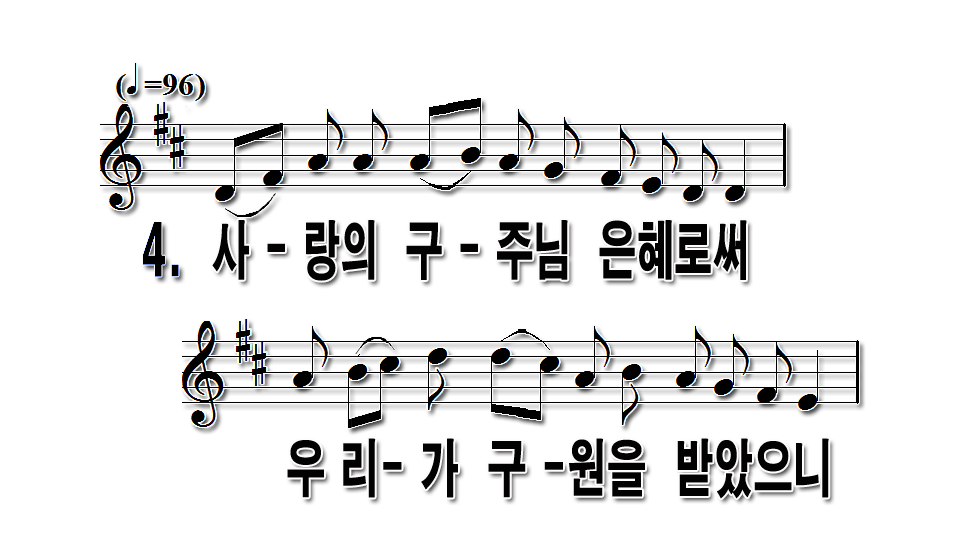 (♩=96)
4. 사 - 랑의 구 - 주님 은혜로써
우 리- 가 구 -원을 받았으니